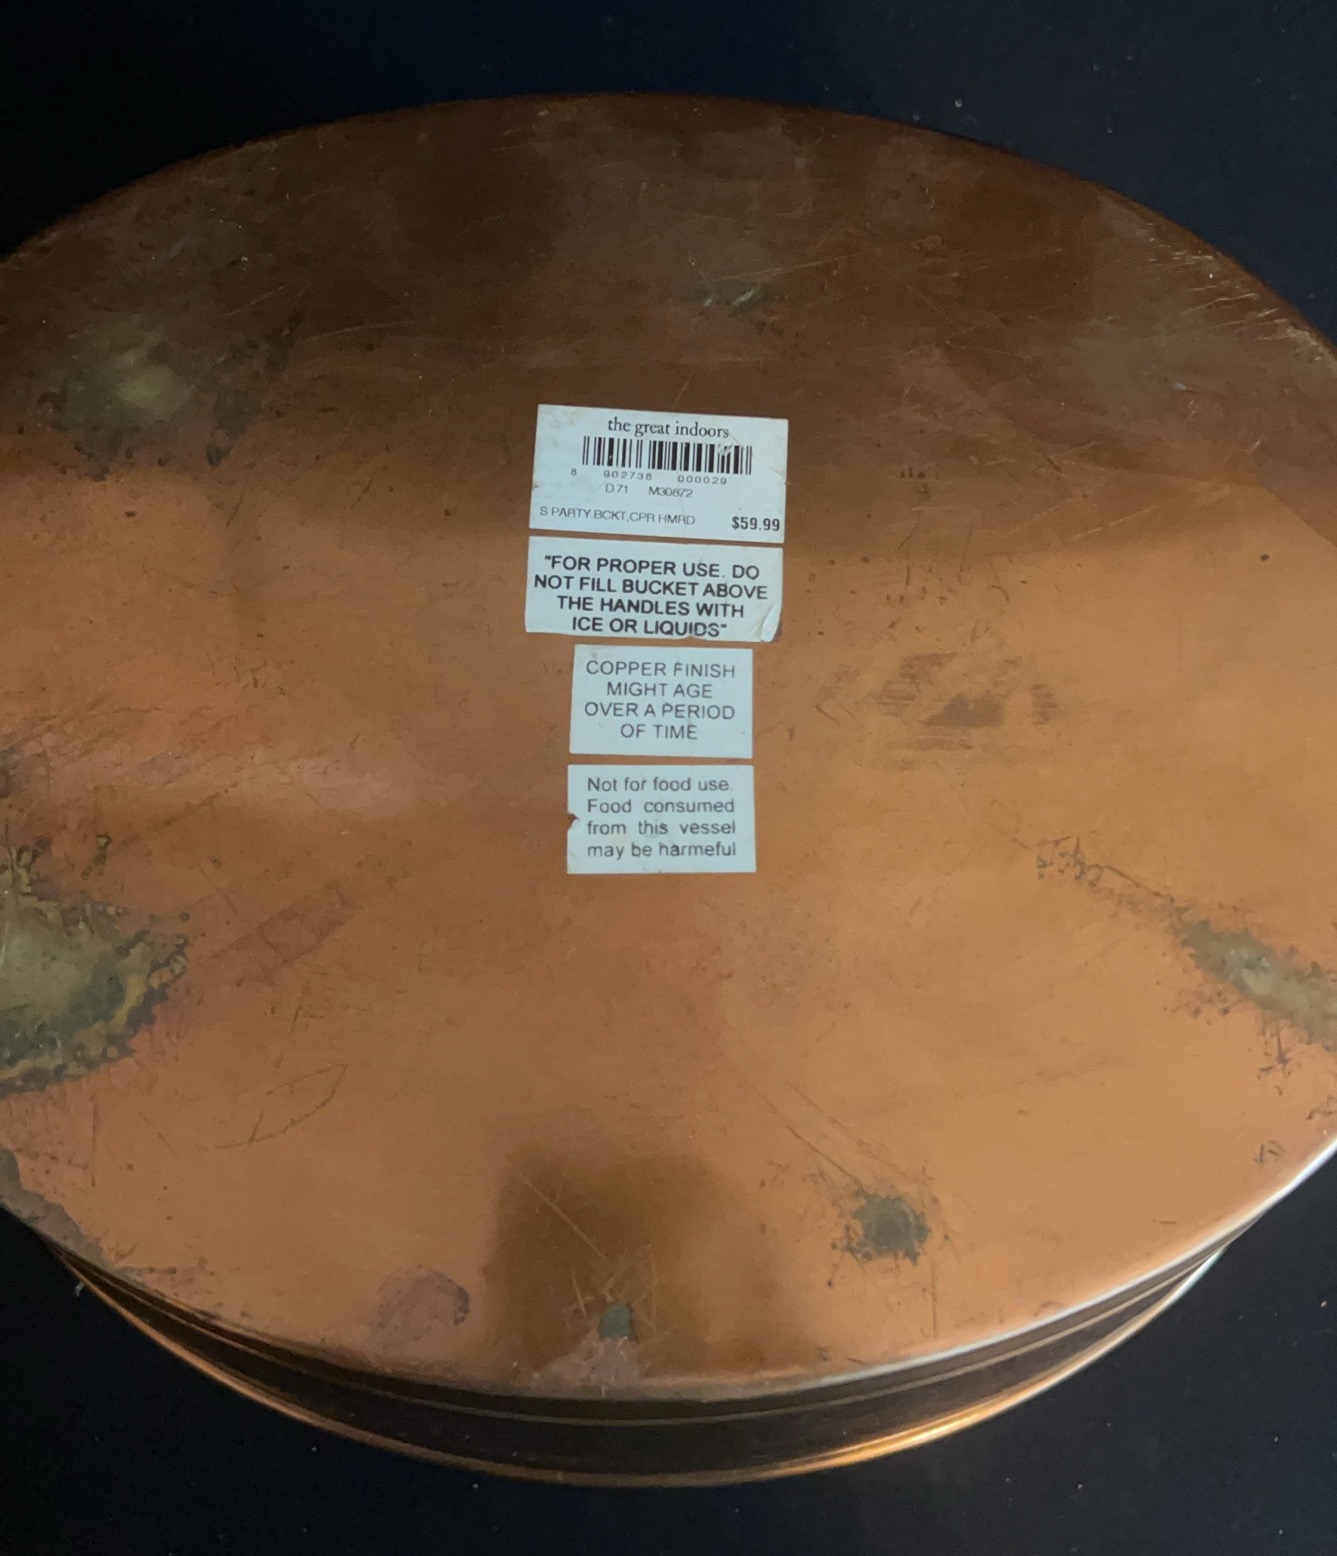 the great indoors
8 902738 000029
D71 M30872
S PARTY BCKT,CPR HMRD $59.99
"FOR PROPER USE. DO
NOT FILL BUCKET ABOVE
THE HANDLES WITH
ICE OR LIQUIDS"
COPPER FINISH
MIGHT AGE
OVER A PERIOD
OF TIME
Not for food use.
Food consumed
from this vessel
may be harmeful